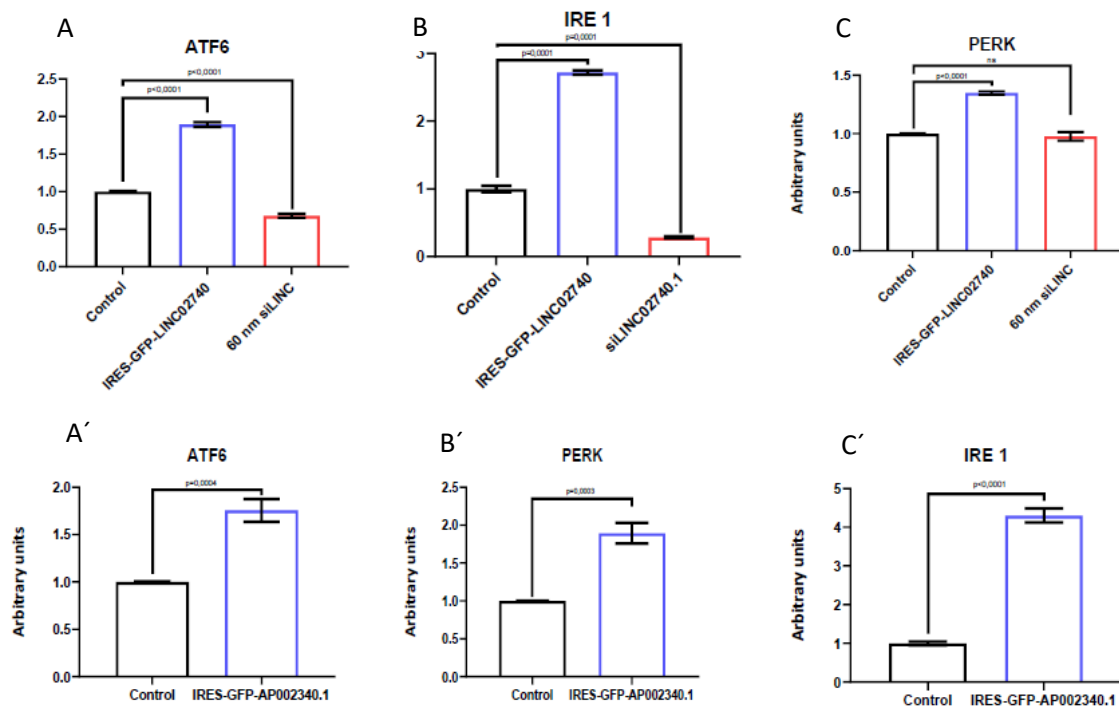 A
ATF6
p<0,0001
p<0,0001
2.5
2.0
1.5
1.0
0.5
0.0
Control
IRES-GFP-LINC02740
60 nm siLINC
B
IRE 1
p=0,0001
p=0,0001
3
2
1
0
Control
IRES-GFP-LINC02740
siLINC02740.1
C
PERK
ns
p<0,0001
Arbitrary units
1.5
1.0
0.5
0.0
Control
IRES-GFP-LINC02740
60 nm siLINC
A´
ATF6
p=0,0004
Arbitrary units
2.0
1.5
1.0
0.5
0.0
Control
IRES-GFP-AP002340.1
B´
PERK
p=0,0003
Arbitrary units
2.5
2.0
1.5
1.0
0.5
0.0
Control
IRES-GFP-AP002340.1
C´
IRE 1
p<0,0001
Arbitrary units
5
4
3
2
1
0
Control
IRES-GFP-AP002340.1